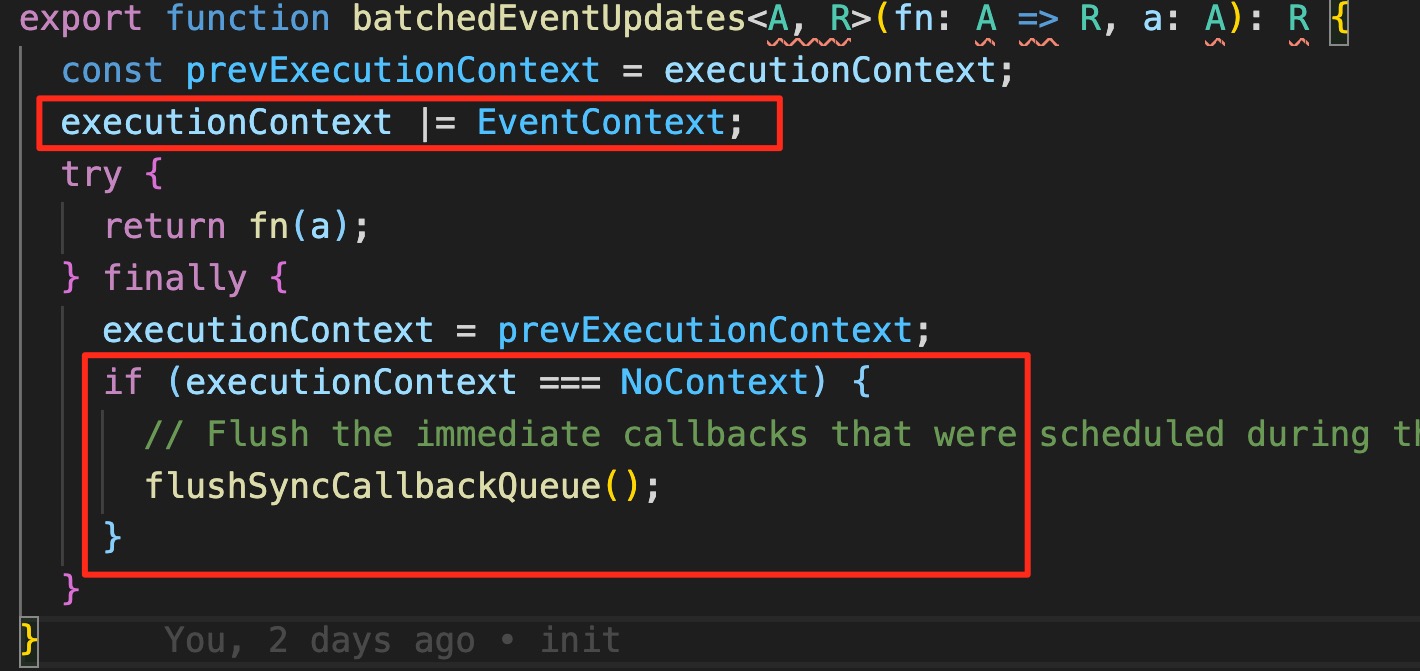 export function batchedEventUpdates<A, R>(fn: A => R, a: A): R {
const prevExecutionContext = executionContext;
executionContext |= EventContext;
try {
return fn(a);
} finally {
executionContext = prevExecutionContext;
if (executionContext === NoContext) {
// Flush the immediate callbacks that were scheduled during
flushSyncCallbackQueue();
}
}
}
You, 2 days ago • init